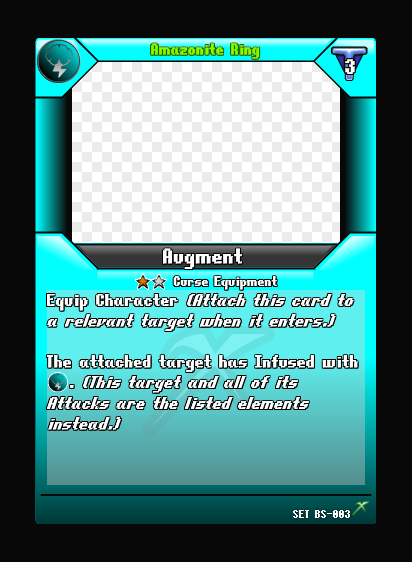 Amazonite Ring
3
Augment
Curse Equipment
Equip Character (Attach this card to
a relevant target when it enters.)
The attached target has Infused with
. (This target and all of its
Attacks are the listed elements
instead.)
SET BS-003